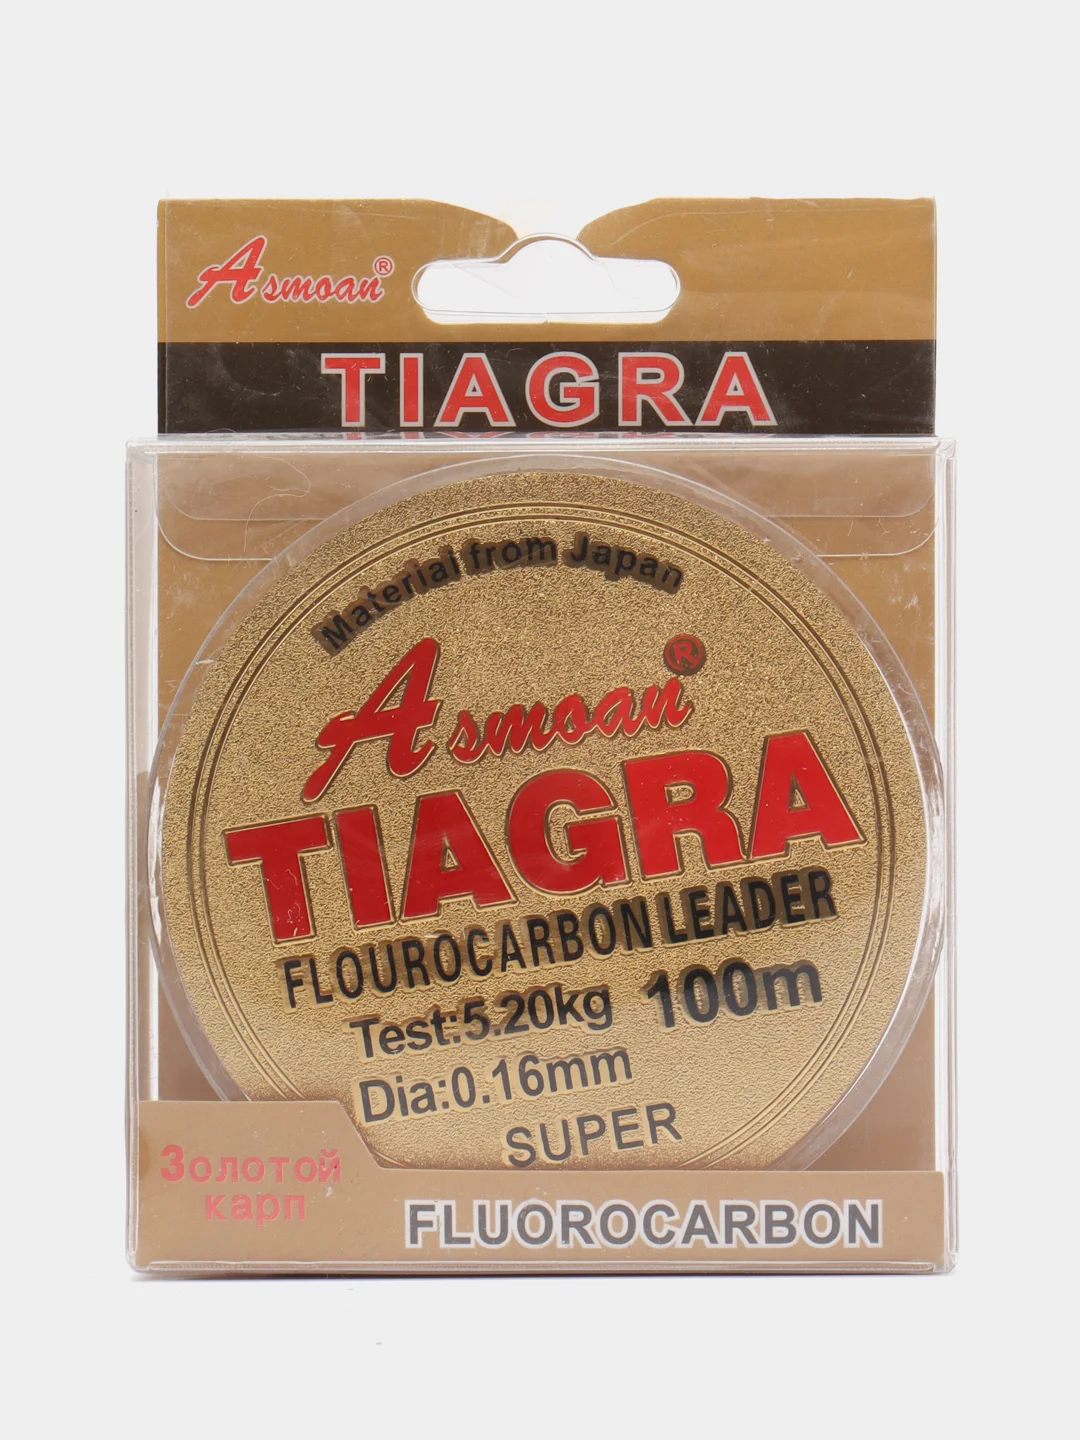 Asmoan®
TIAGRA
Material from Japan
Asmoan®
TIAGRA
FLOUROCARBON LEADER
Test:5.20kg 100m
Dia:0.16mm
SUPER
Золотой
карп
FLUOROCARBON